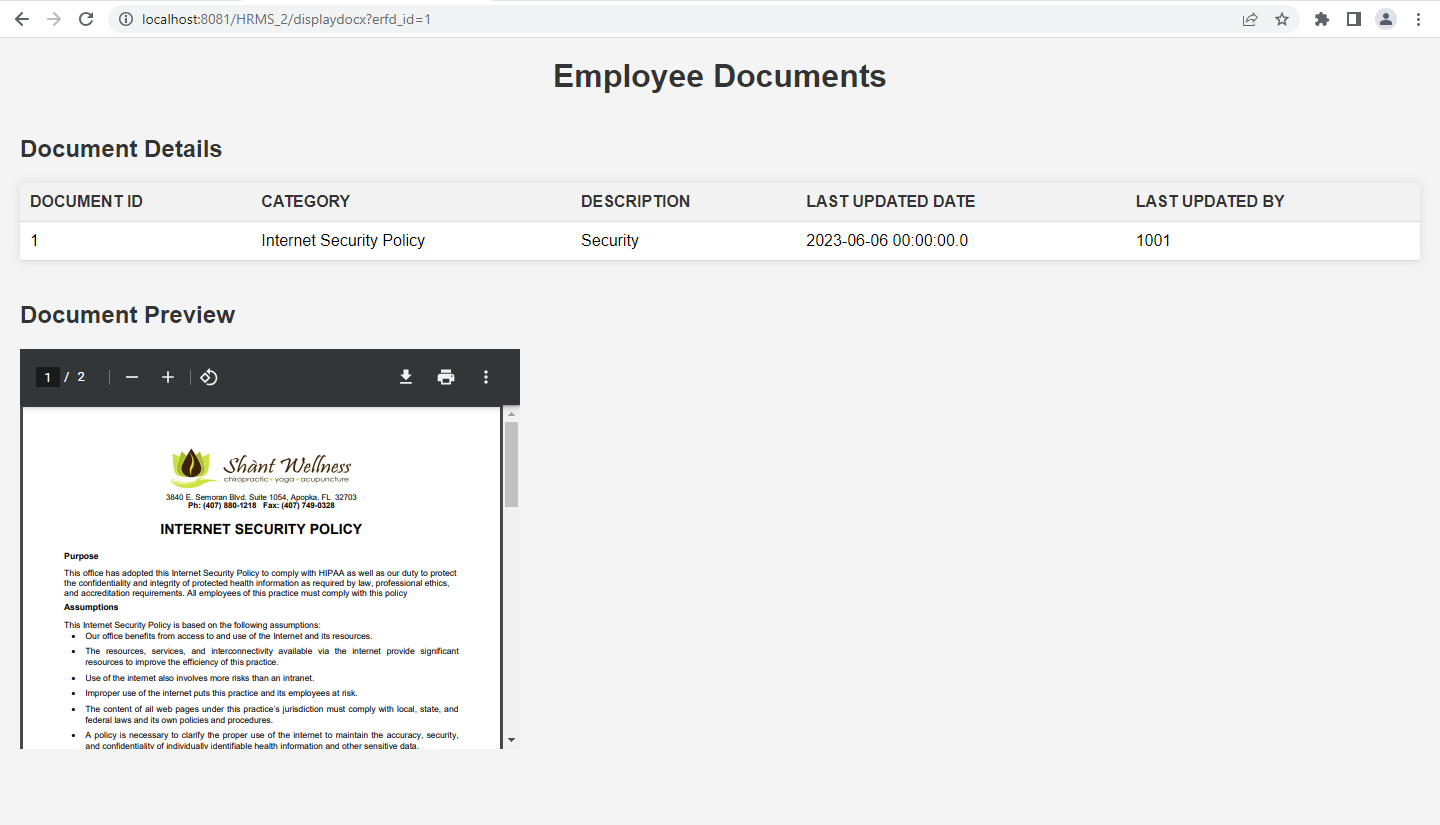 localhost:8081/HRMS_2/displaydocx?erfd_id=1
Employee Documents
Document Details
DOCUMENT ID CATEGORY DESCRIPTION LAST UPDATED DATE LAST UPDATED BY
1 Internet Security Policy Security 2023-06-06 00:00:00.0 1001
Document Preview
1 / 2
Shànt Wellness
chiropractic • yoga • acupuncture
3840 E. Semoran Blvd. Suite 1054, Apopka, FL 32703
Ph: (407) 880-1218 Fax: (407) 749-0328
INTERNET SECURITY POLICY
Purpose
This office has adopted this Internet Security Policy to comply with HIPAA as well as our duty to protect
the confidentiality and integrity of protected health information as required by law, professional ethics,
and accreditation requirements. All employees of this practice must comply with this policy
Assumptions
This Internet Security Policy is based on the following assumptions:
• Our office benefits from access to and use of the Internet and its resources.
• The resources, services, and interconnectivity available via the internet provide significant
resources to improve the efficiency of this practice.
• Use of the internet also involves more risks than an intranet.
• Improper use of the internet puts this practice and its employees at risk.
• The content of all web pages under this practice's jurisdiction must comply with local, state, and
federal laws and its own policies and procedures.
• A policy is necessary to clarify the proper use of the internet to maintain the accuracy, security,
and confidentiality of individually identifiable health information and other sensitive data.